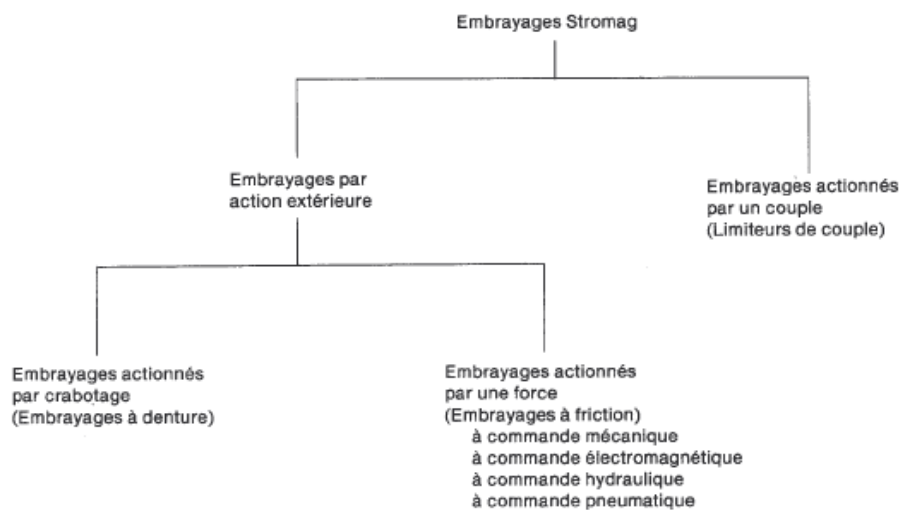 Embrayages Stromag
Embrayages par
action extérieure
Embrayages actionnés
par un couple
(Limiteurs de couple)
Embrayages actionnés
par crabotage
(Embrayages à denture)
Embrayages actionnés
par une force
(Embrayages à friction)
à commande mécanique
à commande électromagnétique
à commande hydraulique
à commande pneumatique